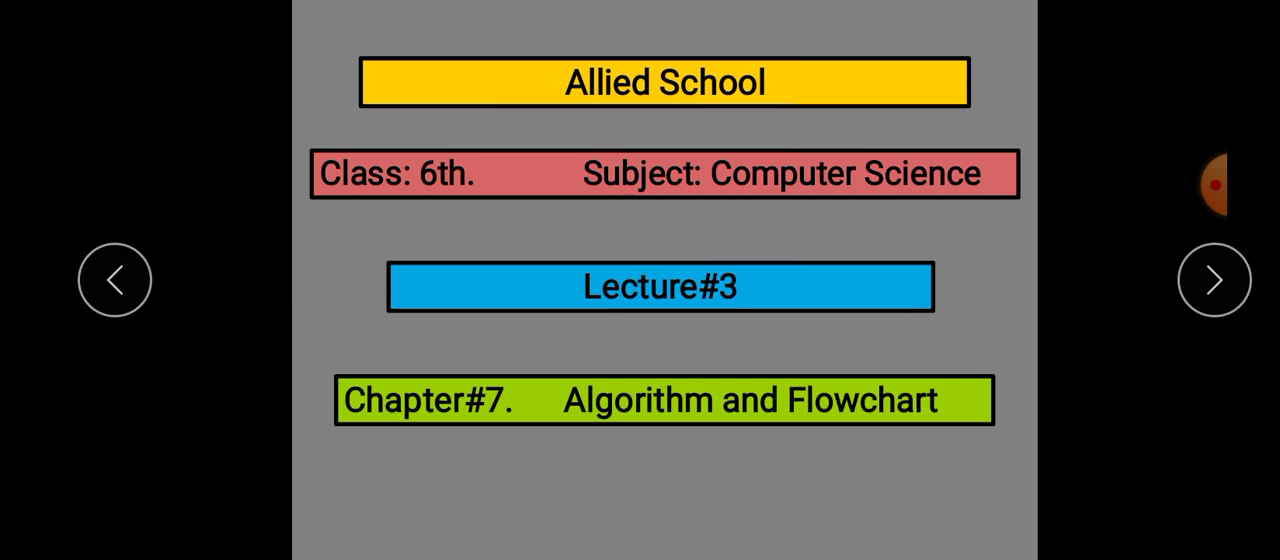 Allied School
Class: 6th. Subject: Computer Science
Lecture#3
Chapter#7. Algorithm and Flowchart